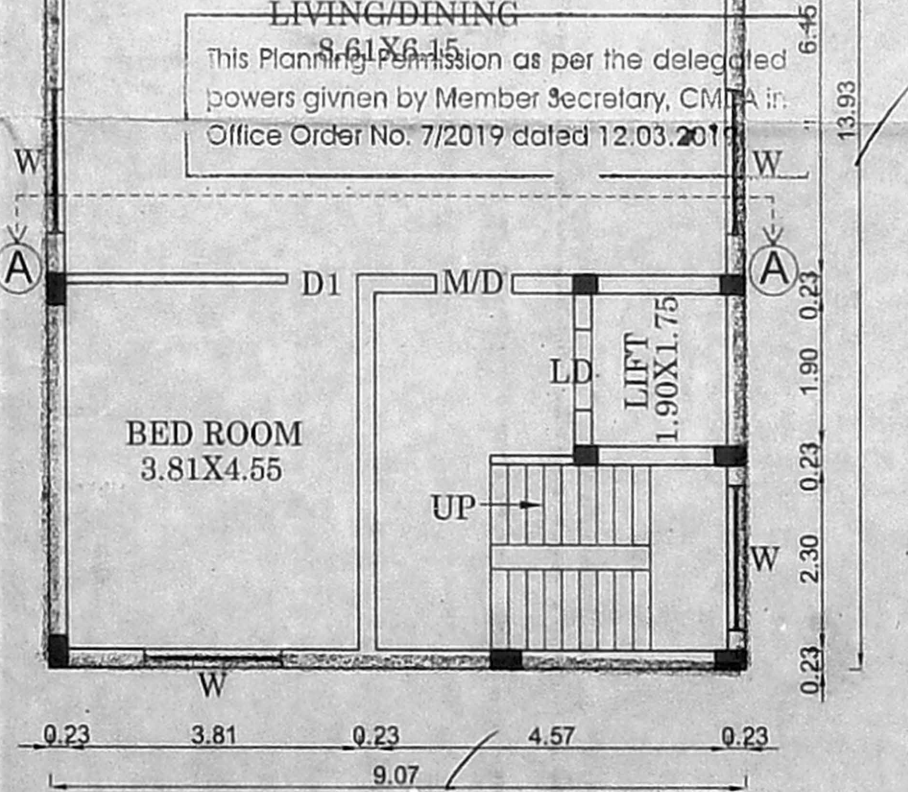 LIVING/DINING
8.61X6.15
This Planning Permission as per the delegated
powers givnen by Member Secretary, CMDA in
Office Order No. 7/2019 dated 12.03.2019
6.45
13.93
W
W
A
A
D1
M/D
0.23
LD
LIFT
1.90X1.75
1.90
BED ROOM
3.81X4.55
0.23
UP
W
2.30
W
0.23
0.23
3.81
0.23
4.57
0.23
9.07